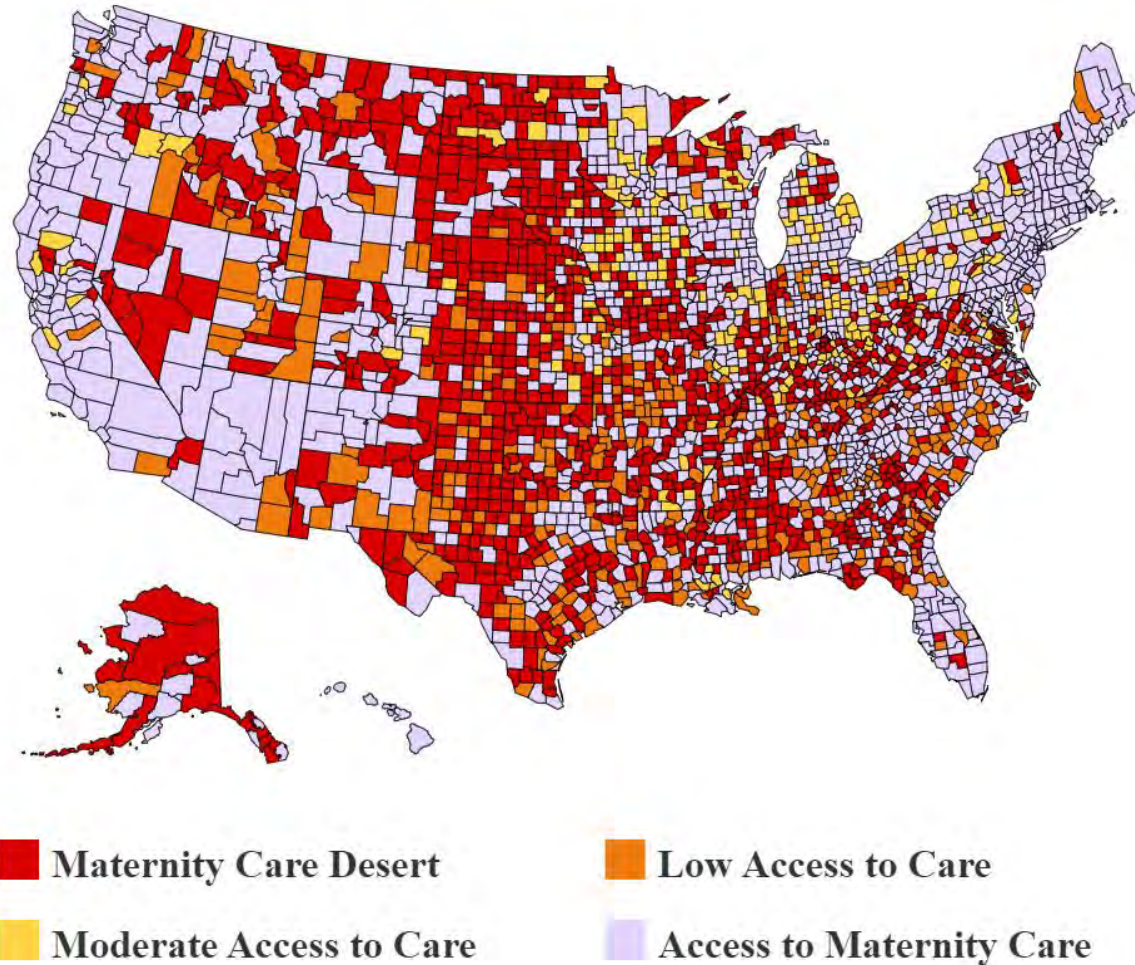 Maternity Care Desert
Low Access to Care
Moderate Access to Care
Access to Maternity Care